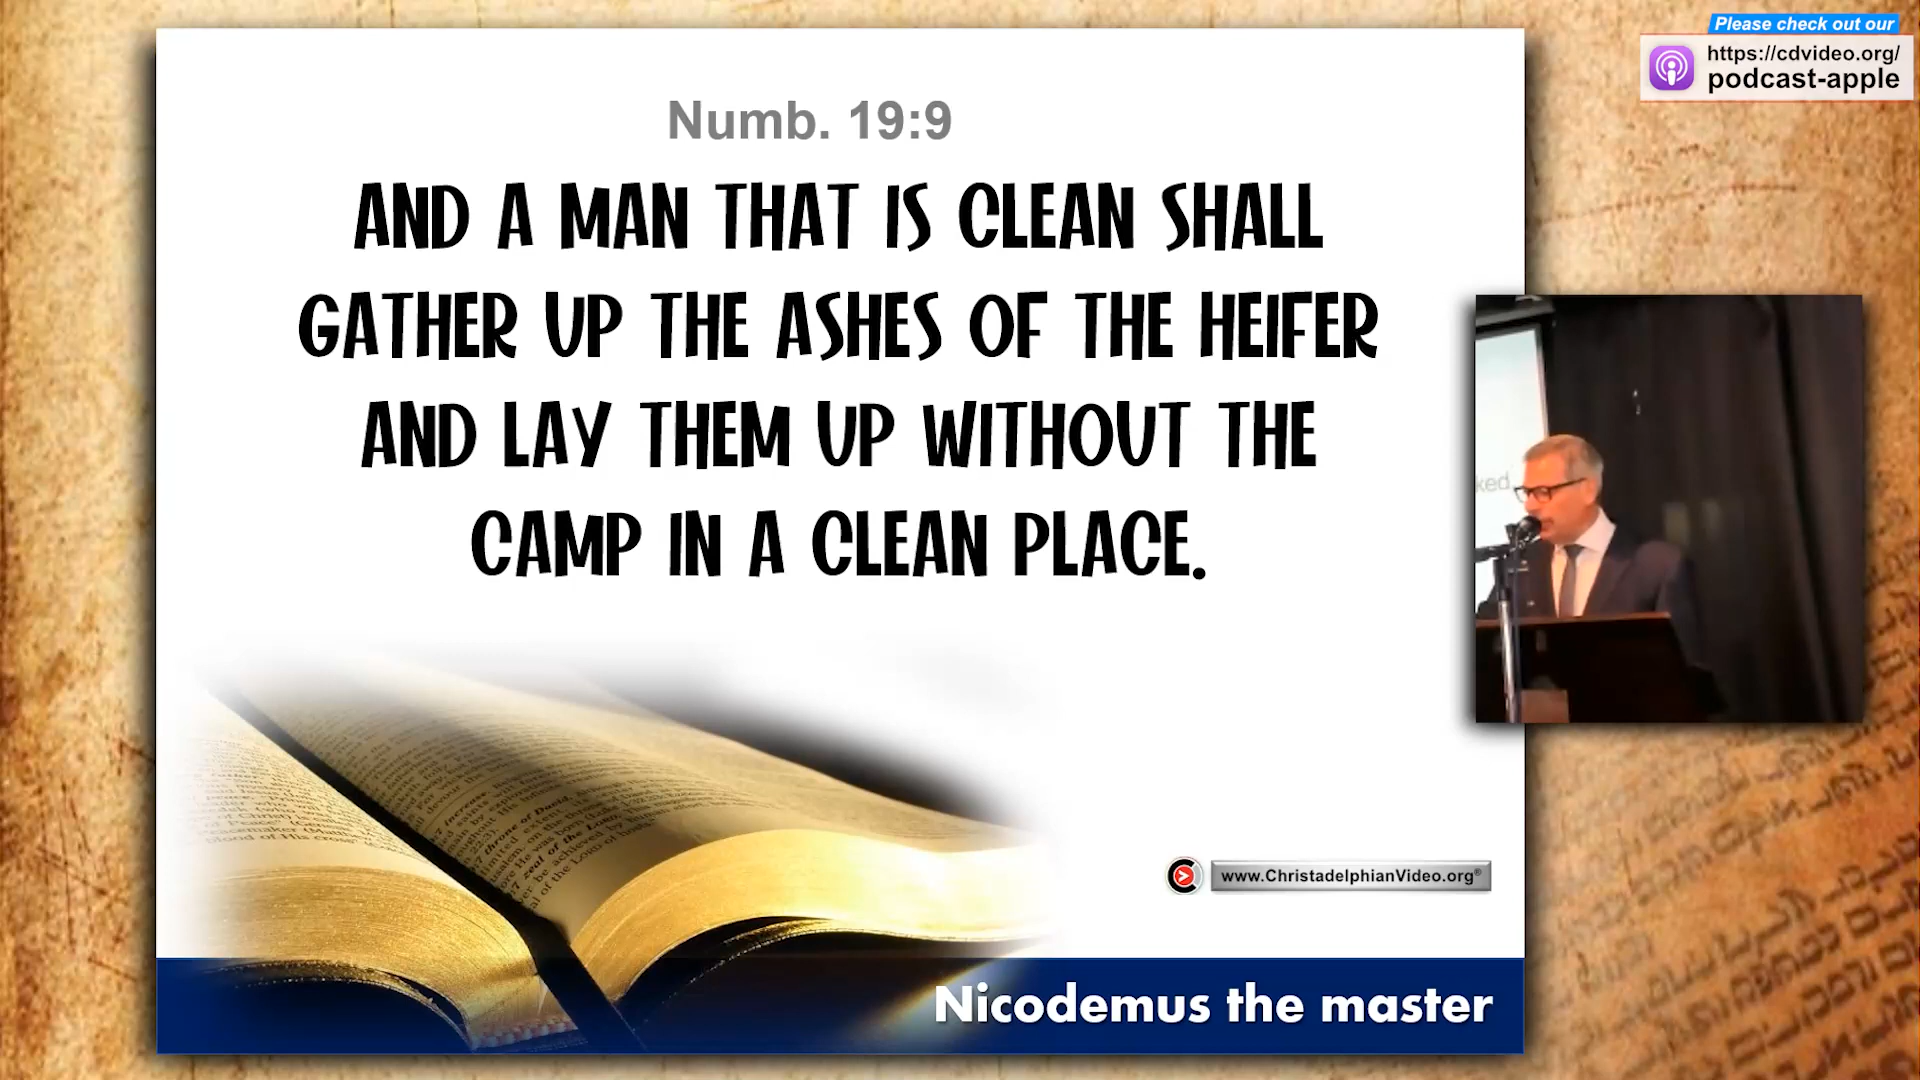 Please check out our
https://cdvideo.org/
podcast-apple
Numb. 19:9
AND A MAN THAT IS CLEAN SHALL
GATHER UP THE ASHES OF THE HEIFER
AND LAY THEM UP WITHOUT THE
CAMP IN A CLEAN PLACE.
ked
www.ChristadelphianVideo.org®
Nicodemus the master